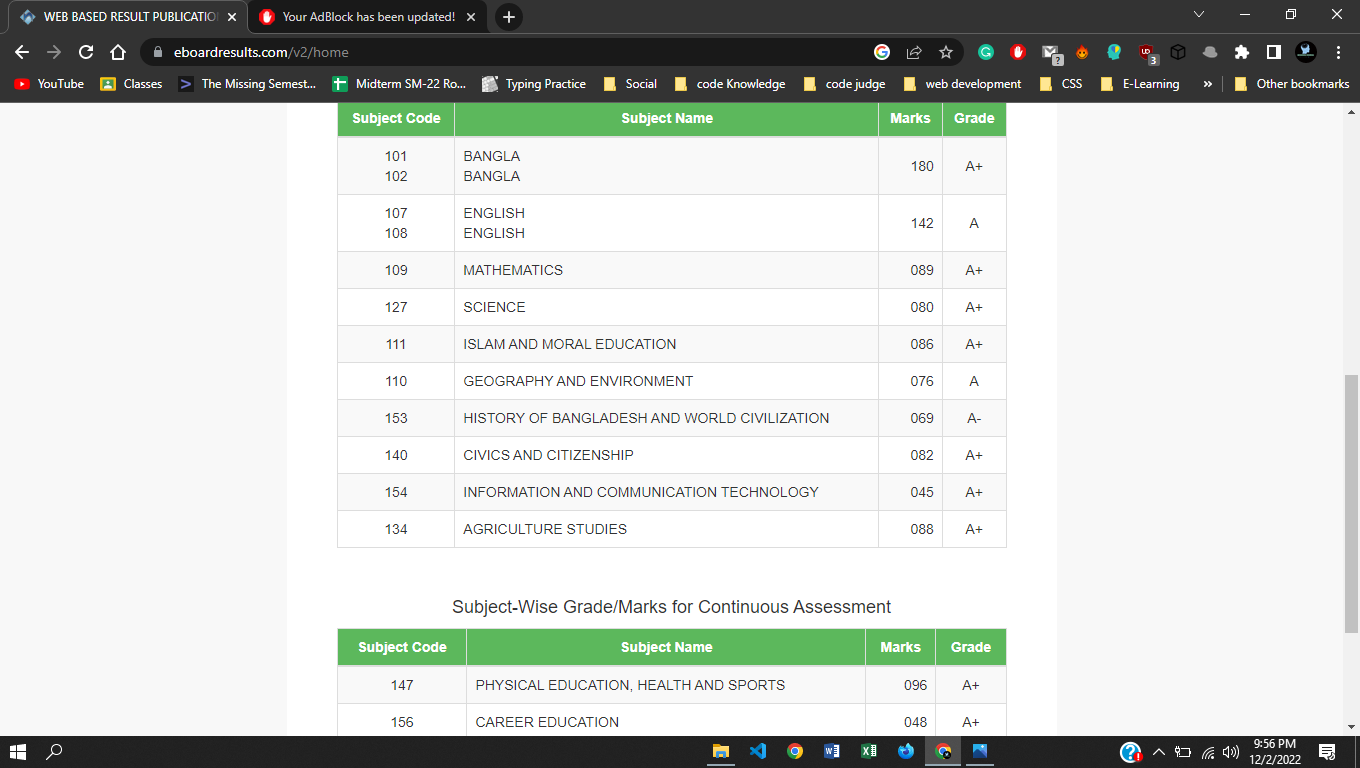 WEB BASED RESULT PUBLICATIO
Your AdBlock has been updated!
eboardresults.com/v2/home
YouTube
Classes
The Missing Semest...
Midterm SM-22 Ro...
Typing Practice
Social
code Knowledge
code judge
web development
CSS
E-Learning
»
Other bookmarks
Subject Code Subject Name Marks Grade
101 BANGLA
102 BANGLA
180 A+
107 ENGLISH
108 ENGLISH
142 A
109 MATHEMATICS 089 A+
127 SCIENCE 080 A+
111 ISLAM AND MORAL EDUCATION 086 A+
110 GEOGRAPHY AND ENVIRONMENT 076 A
153 HISTORY OF BANGLADESH AND WORLD CIVILIZATION 069 A-
140 CIVICS AND CITIZENSHIP 082 A+
154 INFORMATION AND COMMUNICATION TECHNOLOGY 045 A+
134 AGRICULTURE STUDIES 088 A+
Subject-Wise Grade/Marks for Continuous Assessment
Subject Code Subject Name Marks Grade
147 PHYSICAL EDUCATION, HEALTH AND SPORTS 096 A+
156 CAREER EDUCATION 048 A+
9:56 PM
12/2/2022